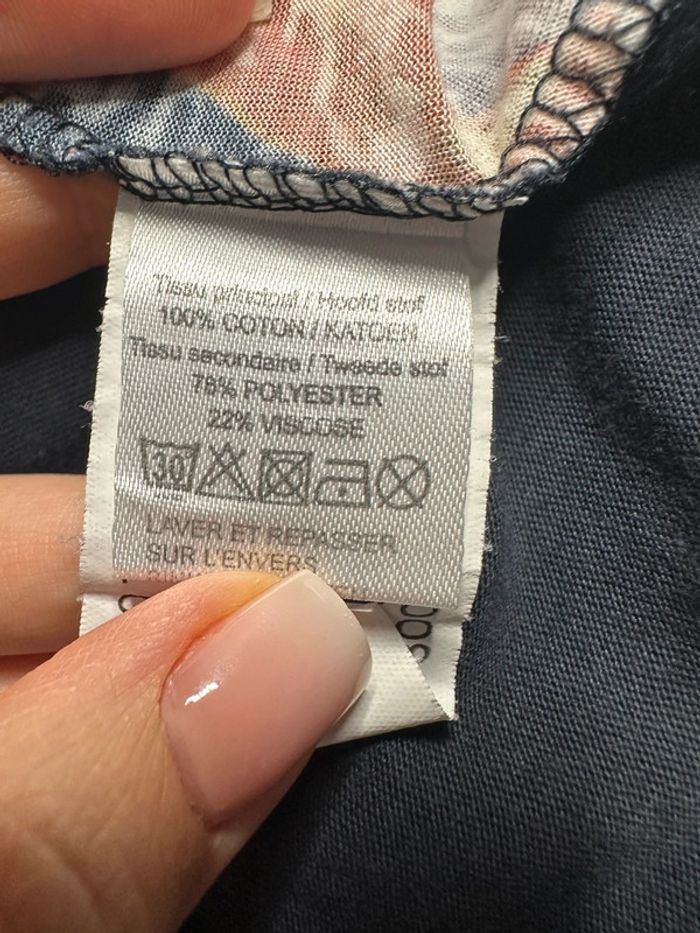 Tissu principal / Hoofd stof
100% COTON / KATOEN
Tissu secondaire / Tweede stof
78% POLYESTER
22% VISCOSE
30
LAVER ET REPASSER
SUR L'ENVERS